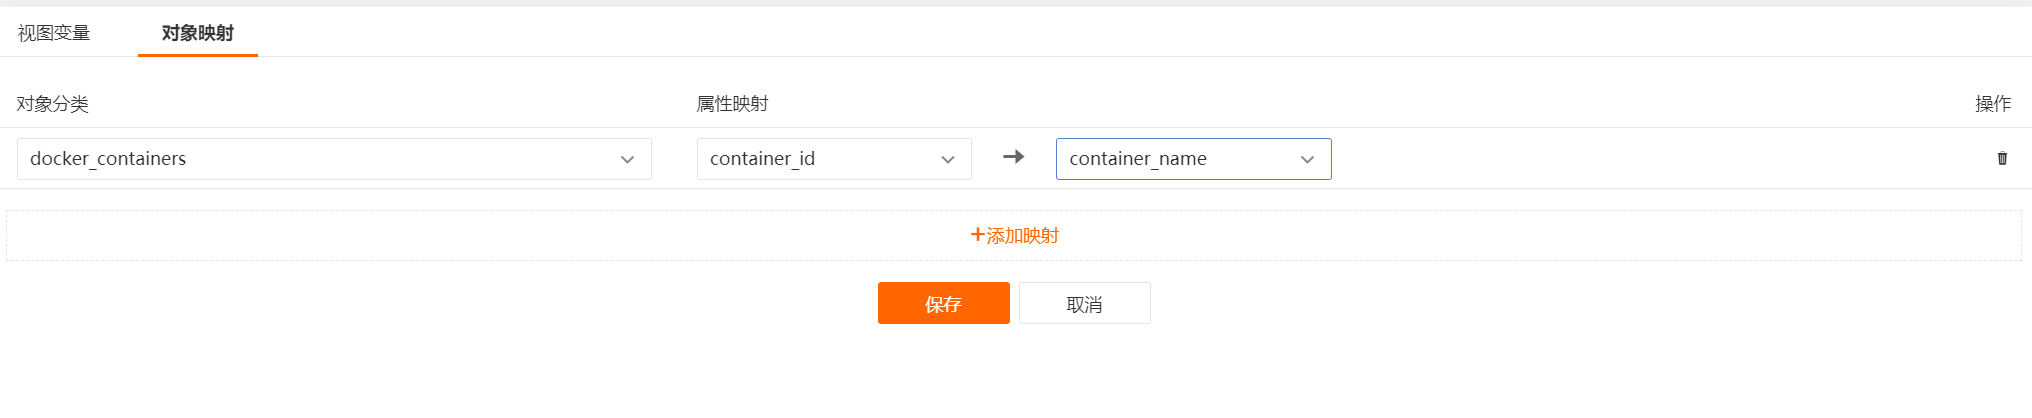 视图变量 对象映射
对象分类 属性映射 操作
docker_containers container_id container_name
+添加映射
保存 取消